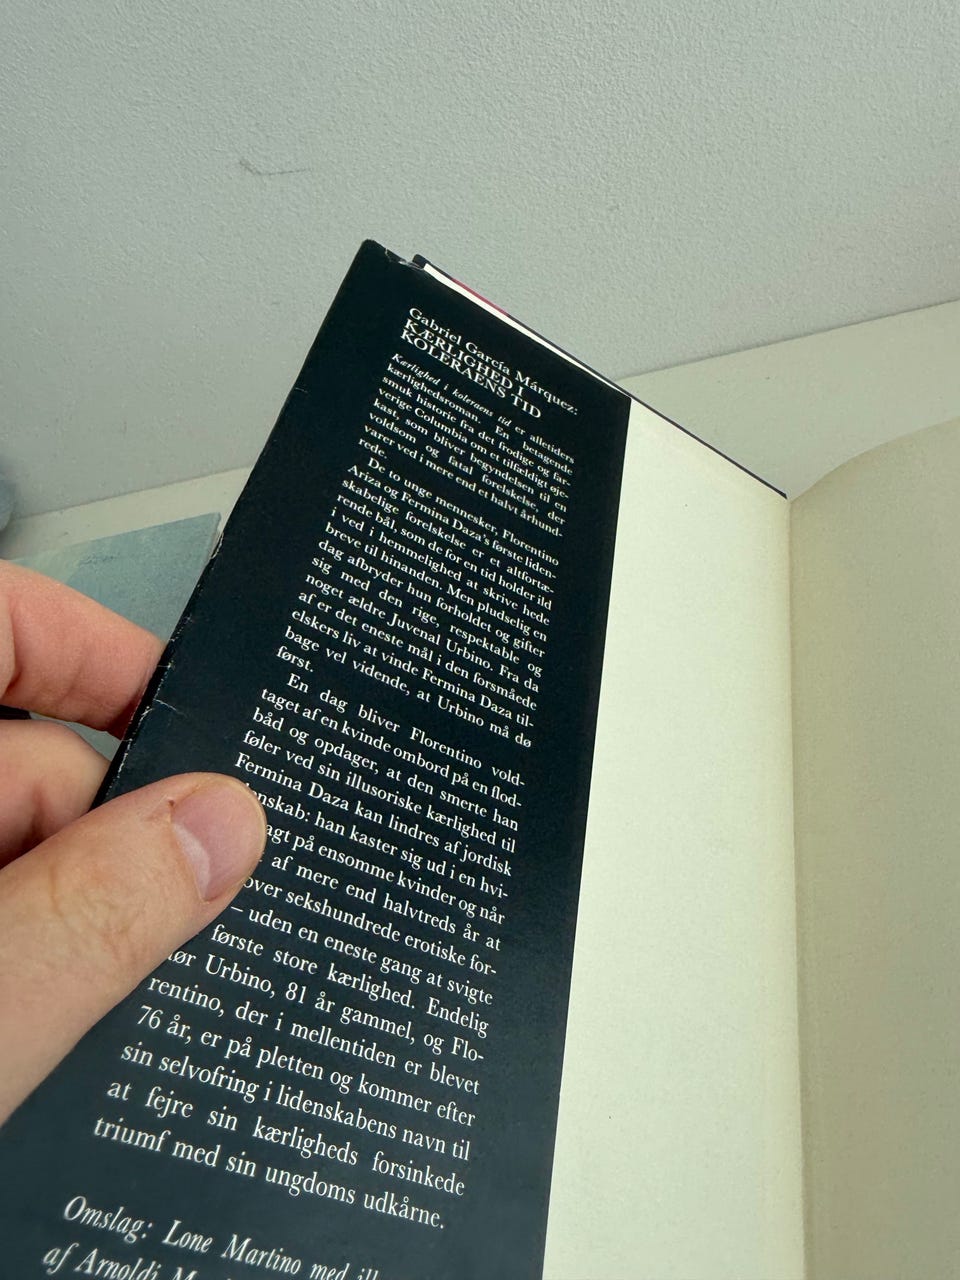 Gabriel García Márquez:
KÆRLIGHED I
KOLERAENS TID
Kærlighed i koleraens tid er alletiders
kærlighedsroman. En betagende
smuk historie fra det frodige og far-
verige Columbia om et tilfældigt øje-
kast, som bliver begyndelsen til en
voldsom og fatal forelskelse, der
varer ved i mere end et halvt århund-
rede.
De to unge mennesker, Florentino
Ariza og Fermina Daza's første liden-
skabelige forelskelse er et altforta-
rende bål, som de for en tid holder ild
i ved i hemmelighed at skrive hede
breve til hinanden. Men pludselig en
dag afbryder hun forholdet og gifter
sig med den rige, respektable og
noget ældre Juvenal Urbino. Fra da
af er det eneste mål i den forsmåede
elskers liv at vinde Fermina Daza til-
bage vel vidende, at Urbino må dø
først.
En dag bliver Florentino vold-
taget af en kvinde ombord på en flod-
båd og opdager, at den smerte han
føler ved sin illusoriske kærlighed til
Fermina Daza kan lindres af jordisk
enskab: han kaster sig ud i en hvi-
agt på ensomme kvinder og når
af mere end halvtreds år at
over sekshundrede erotiske for-
– uden en eneste gang at svigte
første store kærlighed. Endelig
dør Urbino, 81 år gammel, og Flo-
rentino, der i mellemtiden er blevet
76 år, er på pletten og kommer efter
sin selvofring i lidenskabens navn til
at fejre sin kærligheds forsinkede
triumf med sin ungdoms udkårne.
Omslag: Lone Martino med ill
af Arnoldi